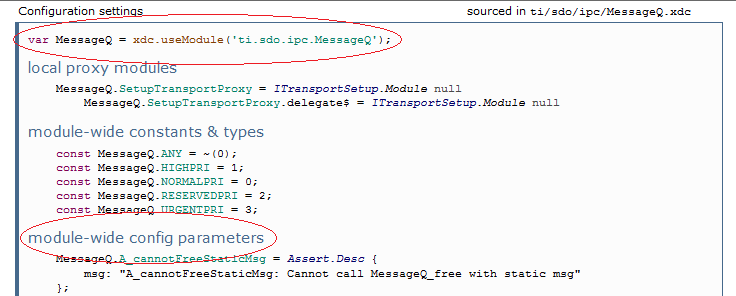 Configuration settings sourced in ti/sdo/ipc/MessageQ.xdc
var MessageQ = xdc.useModule('ti.sdo.ipc.MessageQ');
local proxy modules
MessageQ.SetupTransportProxy = ITransportSetup.Module null
MessageQ.SetupTransportProxy.delegate$ = ITransportSetup.Module null
module-wide constants & types
const MessageQ.ANY = ~(0);
const MessageQ.HIGHPRI = 1;
const MessageQ.NORMALPRI = 0;
const MessageQ.RESERVEDPRI = 2;
const MessageQ.URGENTPRI = 3;
module-wide config parameters
MessageQ.A_cannotFreeStaticMsg = Assert.Desc {
msg: "A_cannotFreeStaticMsg: Cannot call MessageQ_free with static msg"
};